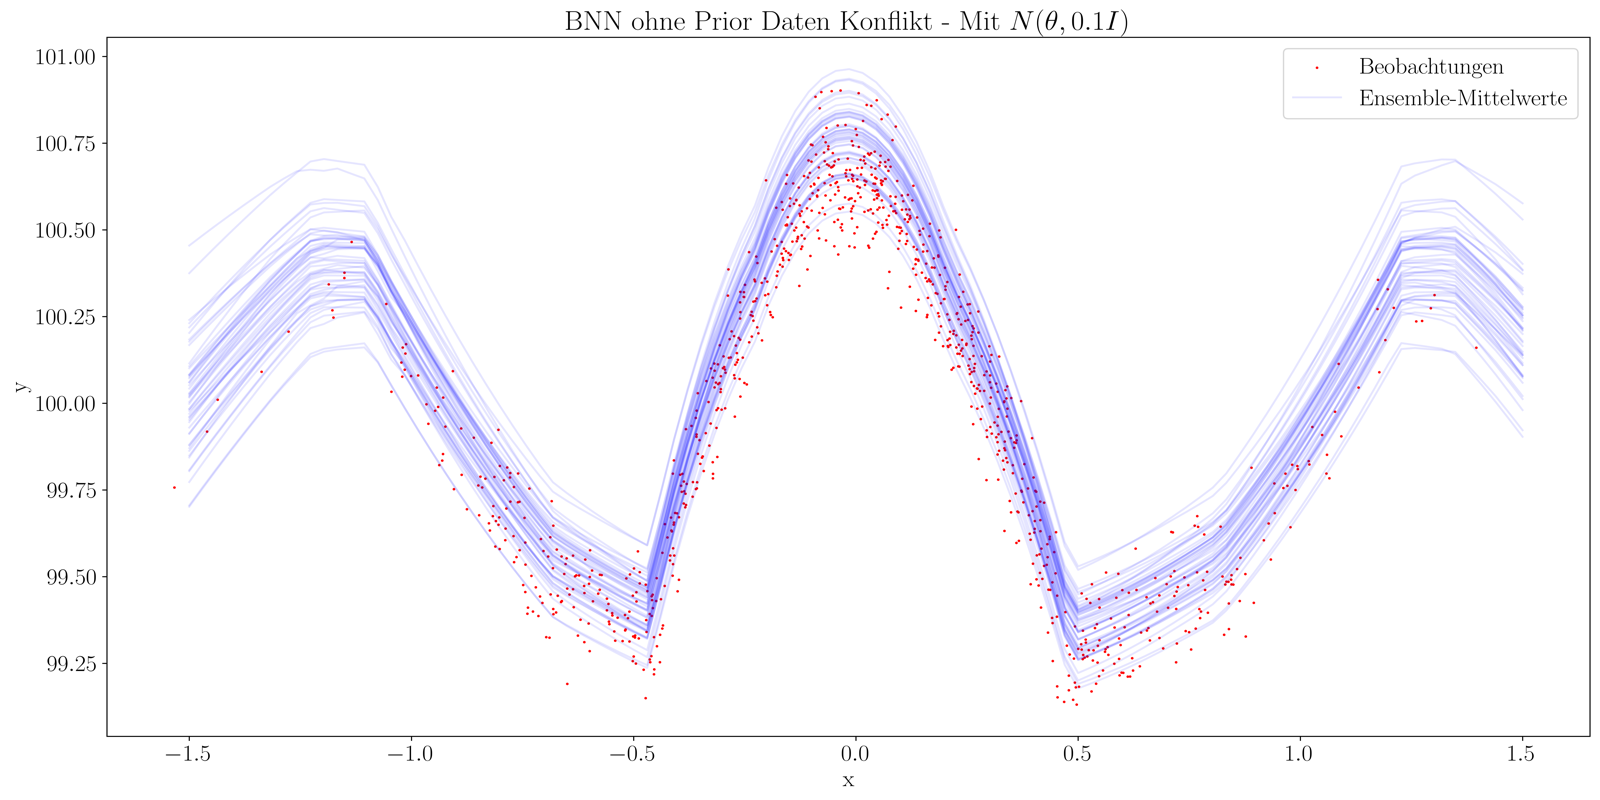 BNN ohne Prior Daten Konflikt - Mit N(θ, 0.1I)
Beobachtungen
Ensemble-Mittelwerte
101.00
100.75
100.50
100.25
100.00
99.75
99.50
99.25
y
−1.5 −1.0 −0.5 0.0 0.5 1.0 1.5
x